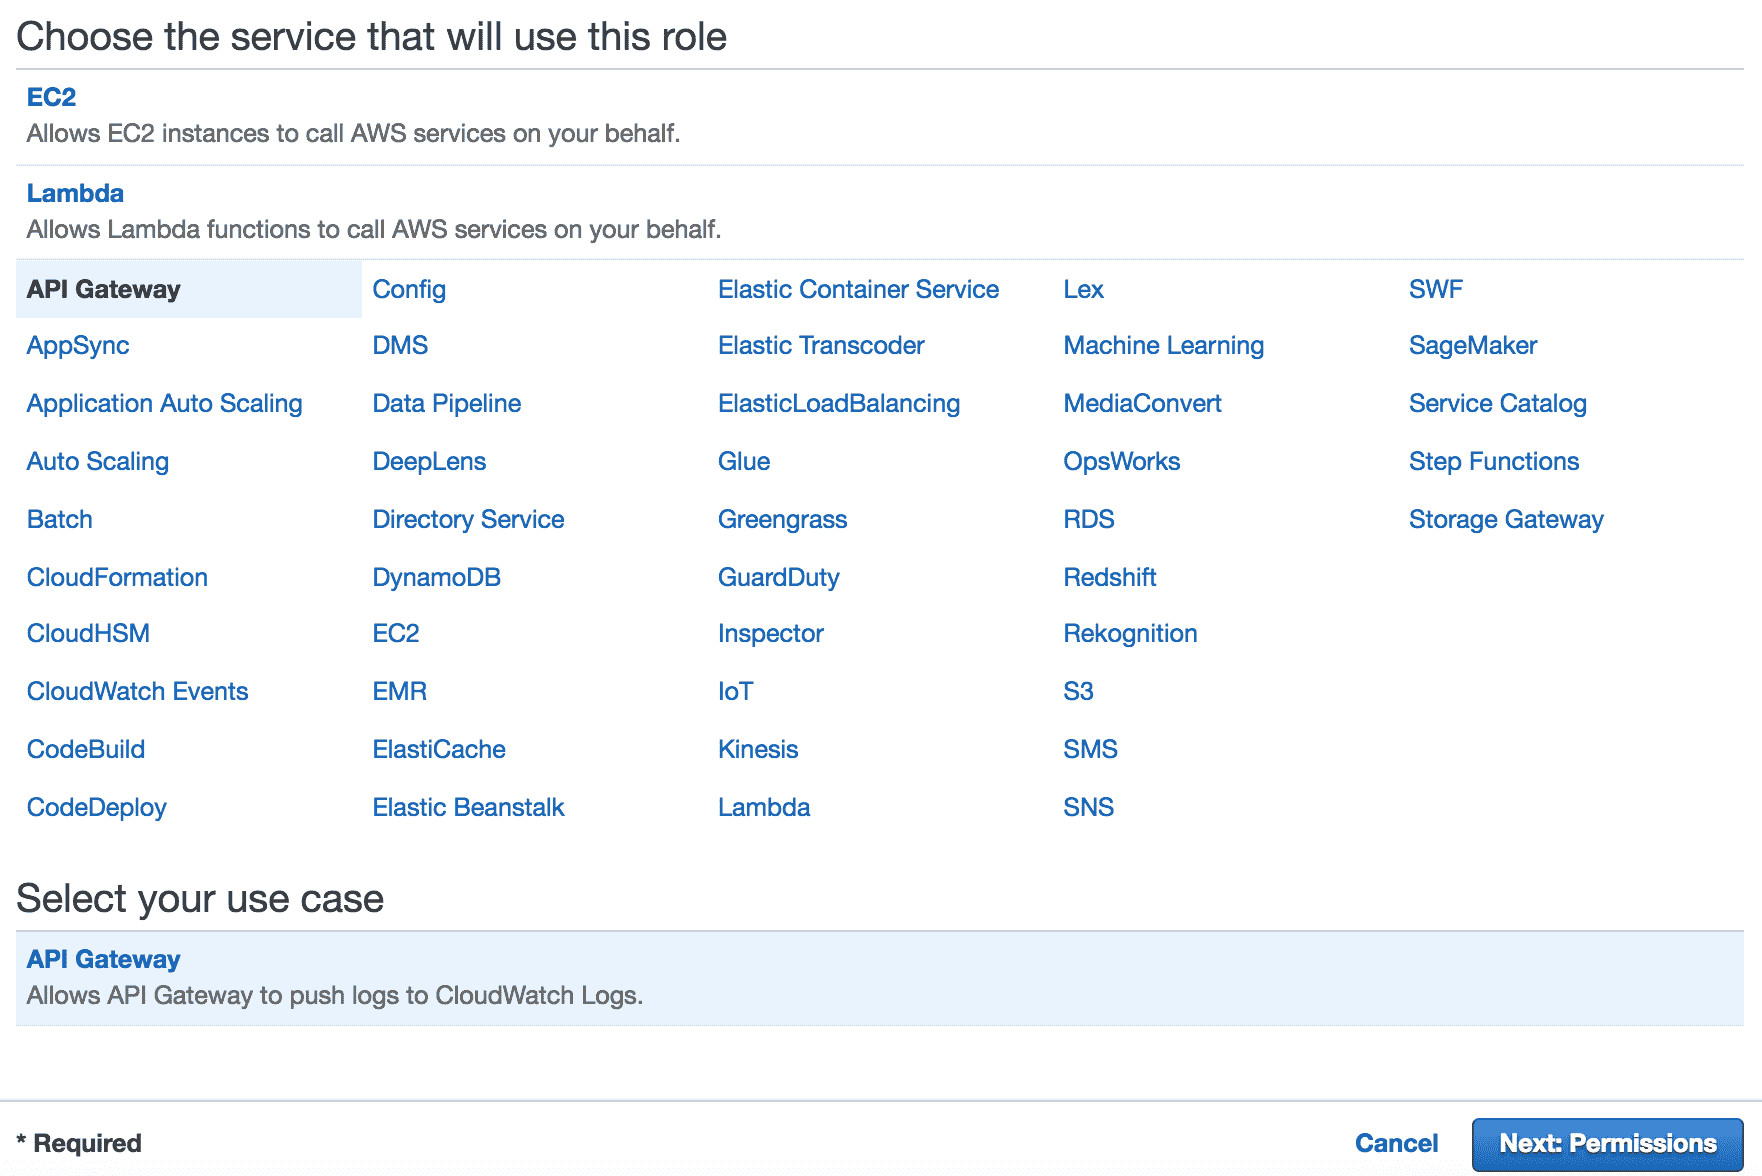 Choose the service that will use this role
EC2
Allows EC2 instances to call AWS services on your behalf.
Lambda
Allows Lambda functions to call AWS services on your behalf.
API Gateway Config Elastic Container Service Lex SWF
AppSync DMS Elastic Transcoder Machine Learning SageMaker
Application Auto Scaling Data Pipeline ElasticLoadBalancing MediaConvert Service Catalog
Auto Scaling DeepLens Glue OpsWorks Step Functions
Batch Directory Service Greengrass RDS Storage Gateway
CloudFormation DynamoDB GuardDuty Redshift
CloudHSM EC2 Inspector Rekognition
CloudWatch Events EMR IoT S3
CodeBuild ElastiCache Kinesis SMS
CodeDeploy Elastic Beanstalk Lambda SNS
Select your use case
API Gateway
Allows API Gateway to push logs to CloudWatch Logs.
* Required Cancel Next: Permissions